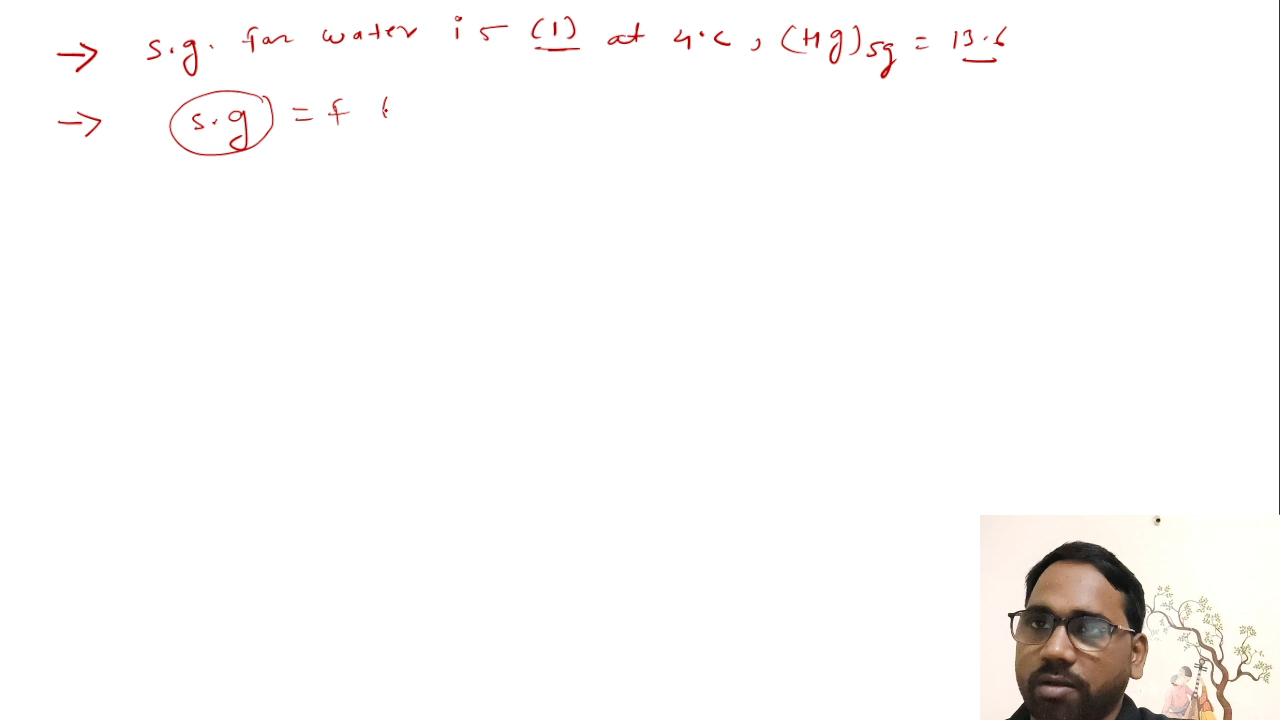 → s.g. for water is (1) at 4°c, (Hg)sg = 13.6
→ s.g = f (